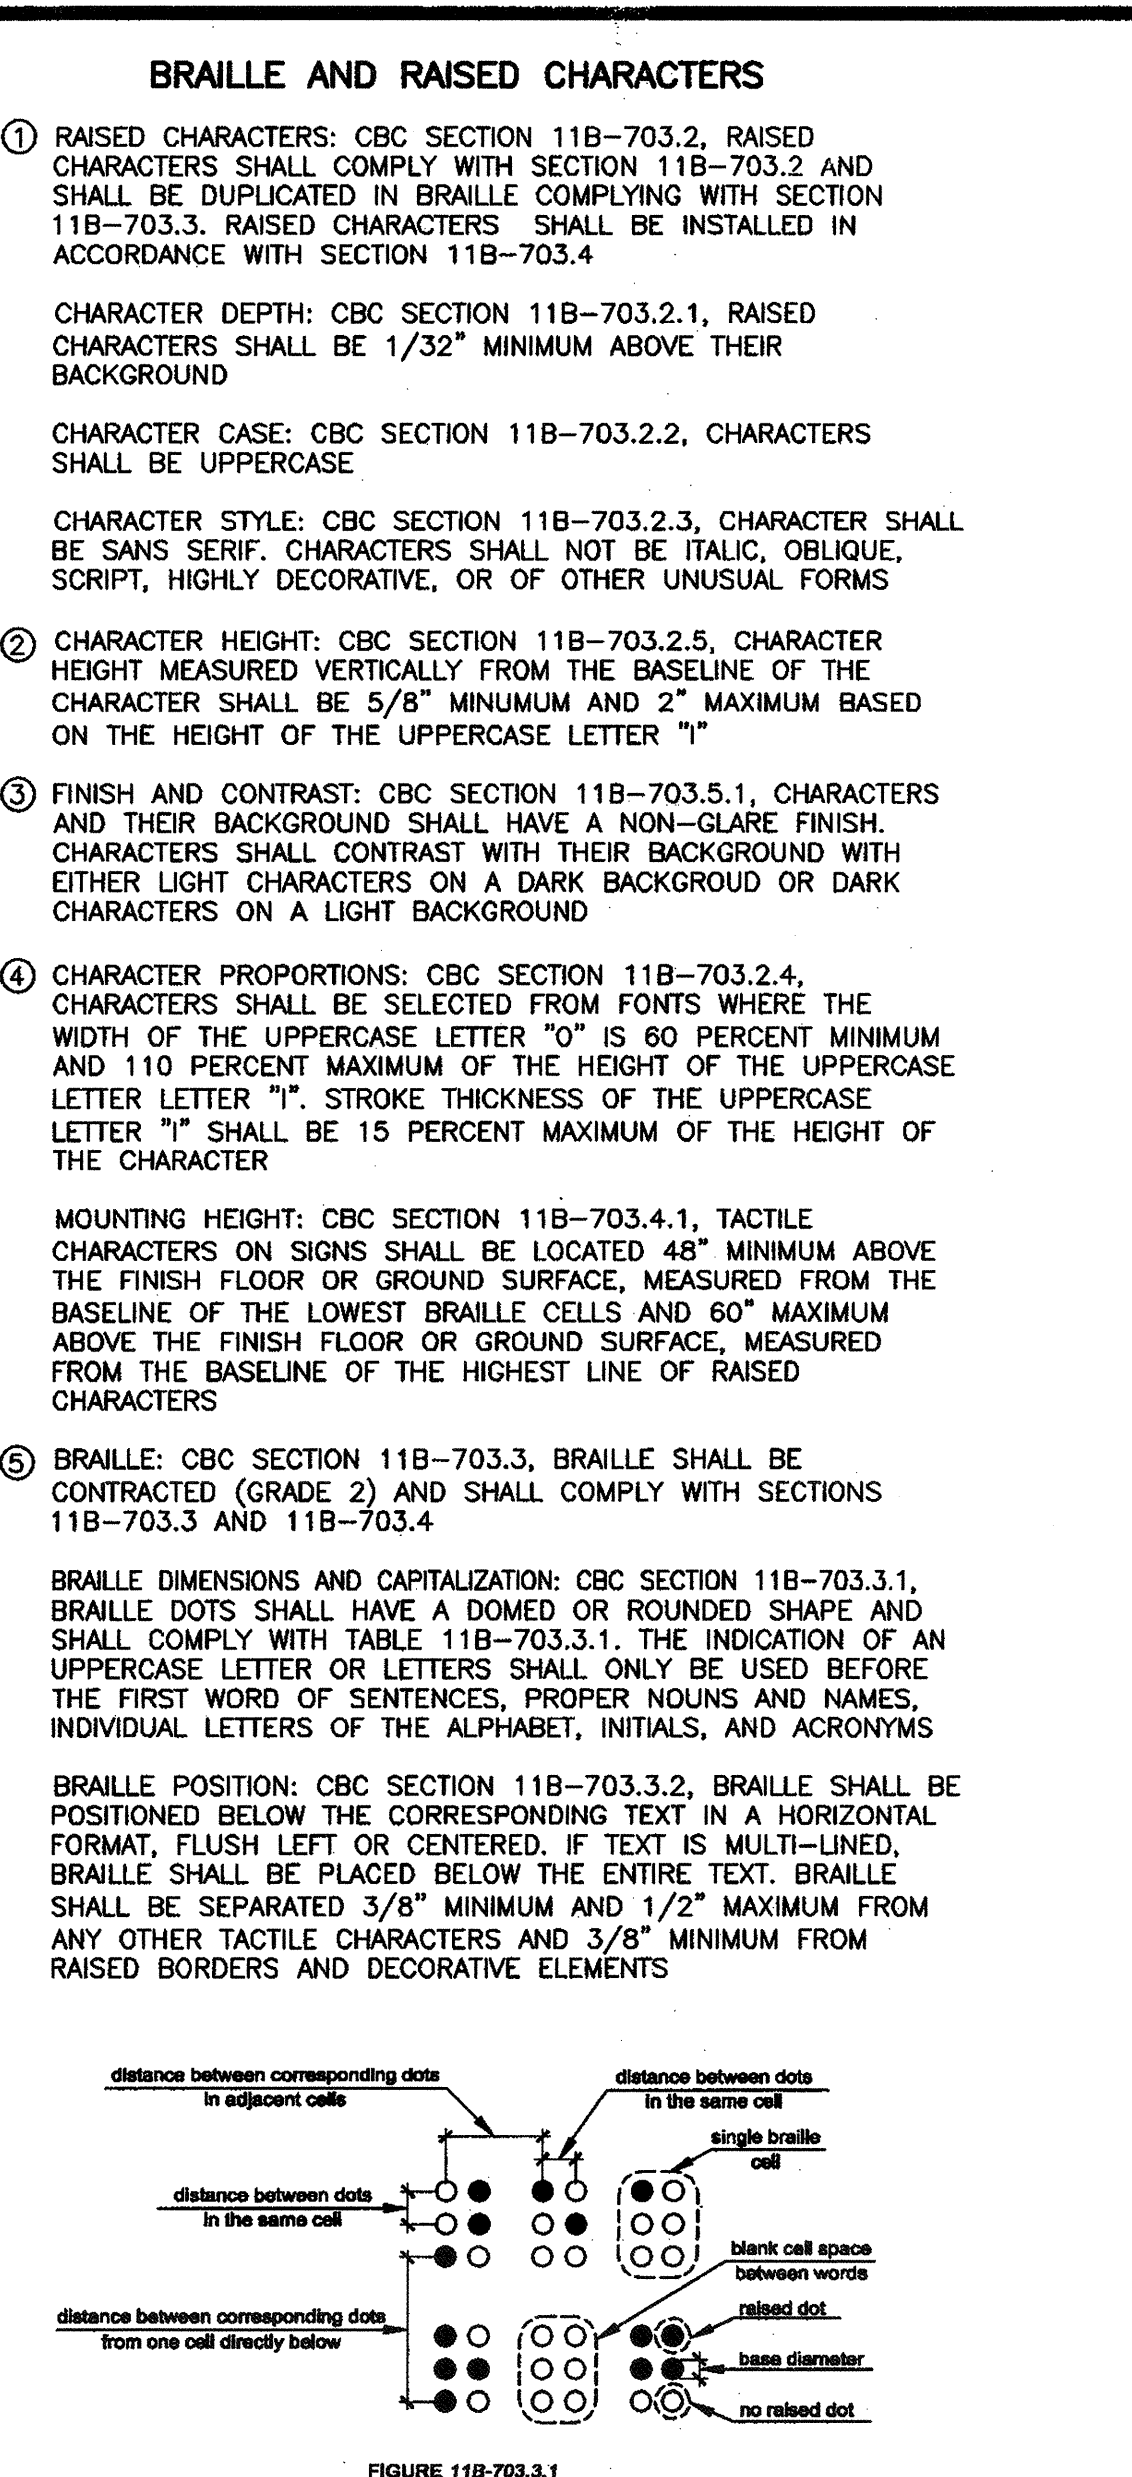 BRAILLE AND RAISED CHARACTERS
① RAISED CHARACTERS: CBC SECTION 11B-703.2, RAISED
CHARACTERS SHALL COMPLY WITH SECTION 11B-703.2 AND
SHALL BE DUPLICATED IN BRAILLE COMPLYING WITH SECTION
11B-703.3. RAISED CHARACTERS SHALL BE INSTALLED IN
ACCORDANCE WITH SECTION 11B-703.4
CHARACTER DEPTH: CBC SECTION 11B-703.2.1, RAISED
CHARACTERS SHALL BE 1/32" MINIMUM ABOVE THEIR
BACKGROUND
CHARACTER CASE: CBC SECTION 11B-703.2.2, CHARACTERS
SHALL BE UPPERCASE
CHARACTER STYLE: CBC SECTION 11B-703.2.3, CHARACTER SHALL
BE SANS SERIF. CHARACTERS SHALL NOT BE ITALIC, OBLIQUE,
SCRIPT, HIGHLY DECORATIVE, OR OF OTHER UNUSUAL FORMS
② CHARACTER HEIGHT: CBC SECTION 11B-703.2.5, CHARACTER
HEIGHT MEASURED VERTICALLY FROM THE BASELINE OF THE
CHARACTER SHALL BE 5/8" MINUMUM AND 2" MAXIMUM BASED
ON THE HEIGHT OF THE UPPERCASE LETTER "I"
③ FINISH AND CONTRAST: CBC SECTION 11B-703.5.1, CHARACTERS
AND THEIR BACKGROUND SHALL HAVE A NON-GLARE FINISH.
CHARACTERS SHALL CONTRAST WITH THEIR BACKGROUND WITH
EITHER LIGHT CHARACTERS ON A DARK BACKGROUD OR DARK
CHARACTERS ON A LIGHT BACKGROUND
④ CHARACTER PROPORTIONS: CBC SECTION 11B-703.2.4,
CHARACTERS SHALL BE SELECTED FROM FONTS WHERE THE
WIDTH OF THE UPPERCASE LETTER "O" IS 60 PERCENT MINIMUM
AND 110 PERCENT MAXIMUM OF THE HEIGHT OF THE UPPERCASE
LETTER LETTER "I". STROKE THICKNESS OF THE UPPERCASE
LETTER "I" SHALL BE 15 PERCENT MAXIMUM OF THE HEIGHT OF
THE CHARACTER
MOUNTING HEIGHT: CBC SECTION 11B-703.4.1, TACTILE
CHARACTERS ON SIGNS SHALL BE LOCATED 48" MINIMUM ABOVE
THE FINISH FLOOR OR GROUND SURFACE, MEASURED FROM THE
BASELINE OF THE LOWEST BRAILLE CELLS AND 60" MAXIMUM
ABOVE THE FINISH FLOOR OR GROUND SURFACE, MEASURED
FROM THE BASELINE OF THE HIGHEST LINE OF RAISED
CHARACTERS
⑤ BRAILLE: CBC SECTION 11B-703.3, BRAILLE SHALL BE
CONTRACTED (GRADE 2) AND SHALL COMPLY WITH SECTIONS
11B-703.3 AND 11B-703.4
BRAILLE DIMENSIONS AND CAPITALIZATION: CBC SECTION 11B-703.3.1,
BRAILLE DOTS SHALL HAVE A DOMED OR ROUNDED SHAPE AND
SHALL COMPLY WITH TABLE 11B-703.3.1. THE INDICATION OF AN
UPPERCASE LETTER OR LETTERS SHALL ONLY BE USED BEFORE
THE FIRST WORD OF SENTENCES, PROPER NOUNS AND NAMES,
INDIVIDUAL LETTERS OF THE ALPHABET, INITIALS, AND ACRONYMS
BRAILLE POSITION: CBC SECTION 11B-703.3.2, BRAILLE SHALL BE
POSITIONED BELOW THE CORRESPONDING TEXT IN A HORIZONTAL
FORMAT, FLUSH LEFT OR CENTERED. IF TEXT IS MULTI-LINED,
BRAILLE SHALL BE PLACED BELOW THE ENTIRE TEXT. BRAILLE
SHALL BE SEPARATED 3/8" MINIMUM AND 1/2" MAXIMUM FROM
ANY OTHER TACTILE CHARACTERS AND 3/8" MINIMUM FROM
RAISED BORDERS AND DECORATIVE ELEMENTS
distance between corresponding dots
in adjacent cells
distance between dots
in the same cell
single braille
cell
distance between dots
in the same cell
blank cell space
between words
raised dot
distance between corresponding dots
from one cell directly below
base diameter
no raised dot
FIGURE 11B-703.3.1